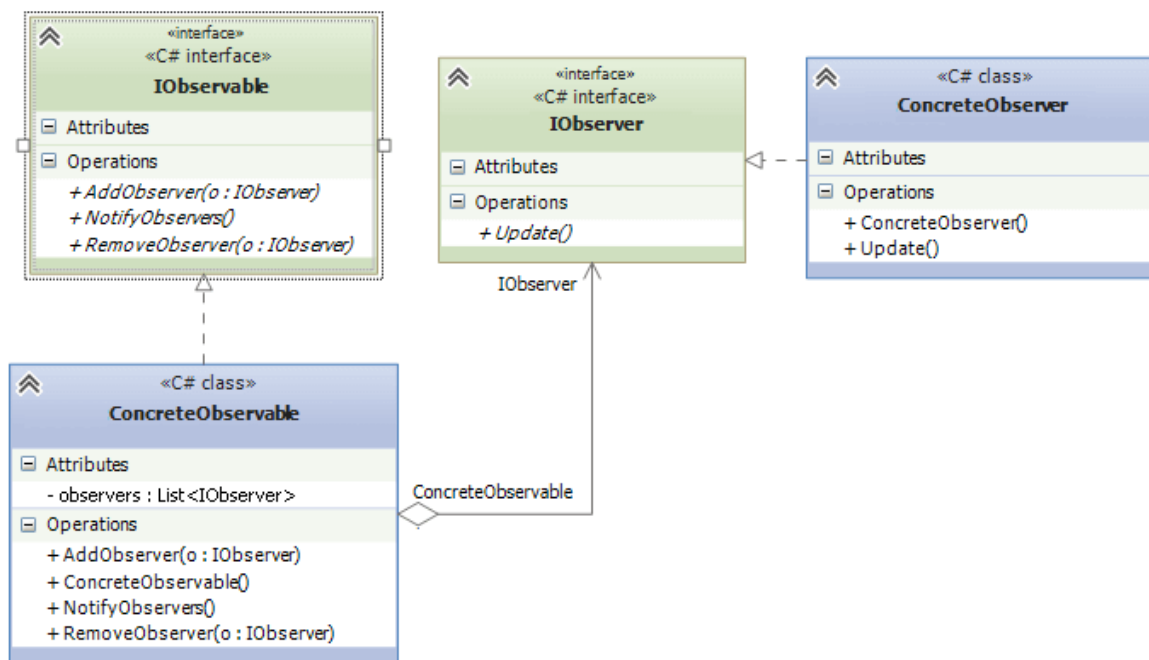 «interface»
«C# interface»
IObservable
Attributes
Operations
+ AddObserver(o : IObserver)
+ NotifyObservers()
+ RemoveObserver(o : IObserver)
«interface»
«C# interface»
IObserver
Attributes
Operations
+ Update()
IObserver
«C# class»
ConcreteObserver
Attributes
Operations
+ ConcreteObserver()
+ Update()
«C# class»
ConcreteObservable
Attributes
- observers : List<IObserver>
Operations
+ AddObserver(o : IObserver)
+ ConcreteObservable()
+ NotifyObservers()
+ RemoveObserver(o : IObserver)
ConcreteObservable